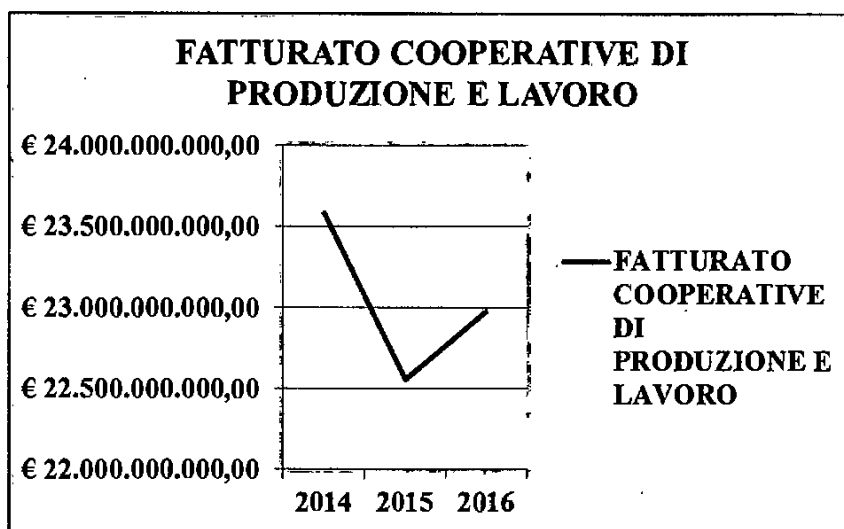 FATTURATO COOPERATIVE DI
PRODUZIONE E LAVORO
€ 24.000.000.000,00
€ 23.500.000.000,00
€ 23.000.000.000,00
€ 22.500.000.000,00
€ 22.000.000.000,00
2014 2015 2016
FATTURATO
COOPERATIVE
DI
PRODUZIONE E
LAVORO